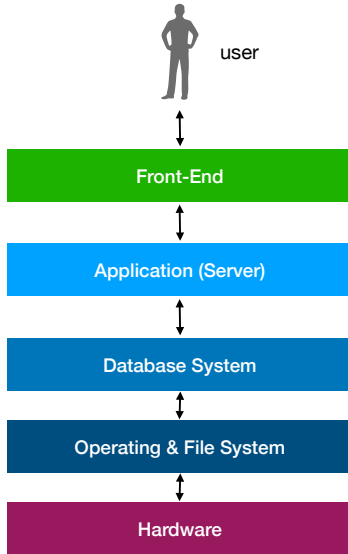 user
Front-End
Application (Server)
Database System
Operating & File System
Hardware